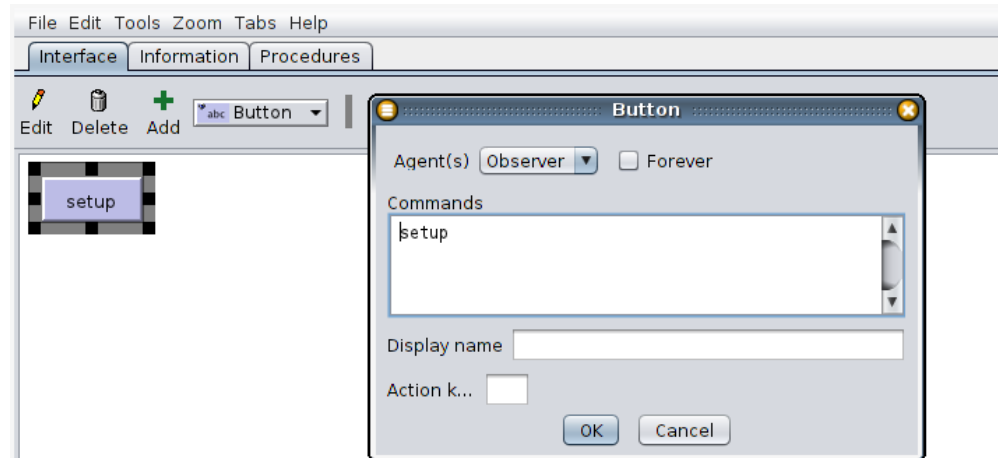 File Edit Tools Zoom Tabs Help
Interface Information Procedures
Edit Delete Add abc Button
setup
Button
Agent(s) Observer Forever
Commands
setup
Display name
Action k...
OK Cancel